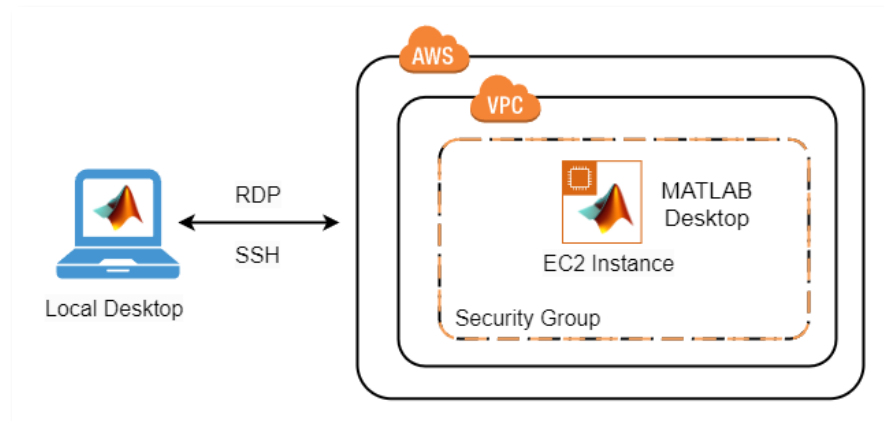 AWS
VPC
RDP
SSH
Local Desktop
MATLAB
Desktop
EC2 Instance
Security Group